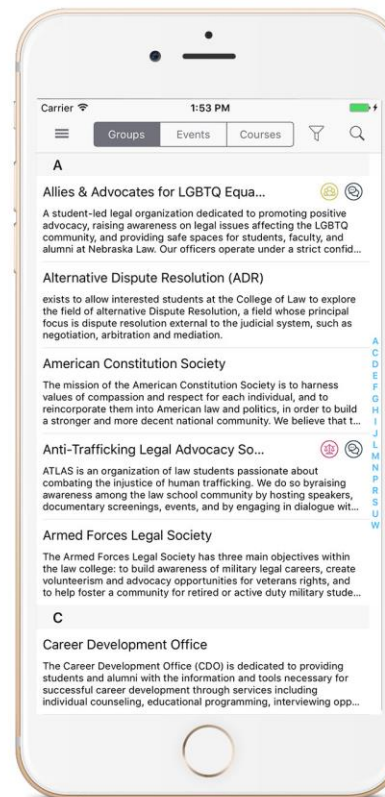 Carrier 1:53 PM
Groups Events Courses
A
Allies & Advocates for LGBTQ Equa...
A student-led legal organization dedicated to promoting positive
advocacy, raising awareness on legal issues affecting the LGBTQ
community, and providing safe spaces for students, faculty, and
alumni at Nebraska Law. Our officers operate under a strict confid...
Alternative Dispute Resolution (ADR)
exists to allow interested students at the College of Law to explore
the field of alternative Dispute Resolution, a field whose principal
focus is dispute resolution external to the judicial system, such as
negotiation, arbitration and mediation.
American Constitution Society
The mission of the American Constitution Society is to harness
values of compassion and respect for each individual, and to
reincorporate them into American law and politics, in order to build
a stronger and more decent national community. We believe that t...
Anti-Trafficking Legal Advocacy So...
ATLAS is an organization of law students passionate about
combating the injustice of human trafficking. We do so byraising
awareness among the law school community by hosting speakers,
documentary screenings, events, and by engaging in dialogue wit...
Armed Forces Legal Society
The Armed Forces Legal Society has three main objectives within
the law college: to build awareness of military legal careers, create
volunteerism and advocacy opportunities for veterans rights, and
to help foster a community for retired or active duty military stude...
C
Career Development Office
The Career Development Office (CDO) is dedicated to providing
students and alumni with the information and tools necessary for
successful career development through services including
individual counseling, educational programming, interviewing opp...
A
C
D
E
F
G
H
I
J
L
M
N
P
R
S
U
W